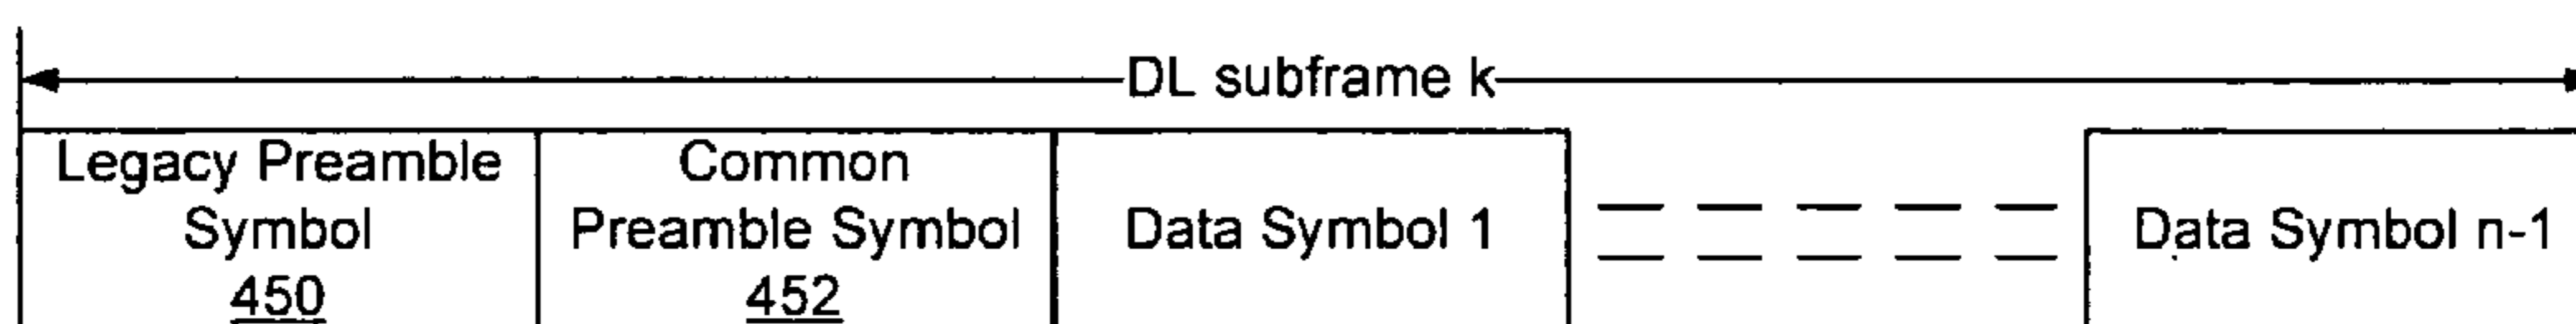 DL subframe k
Legacy Preamble
Symbol
450
Common
Preamble Symbol
452
Data Symbol 1
Data Symbol n-1